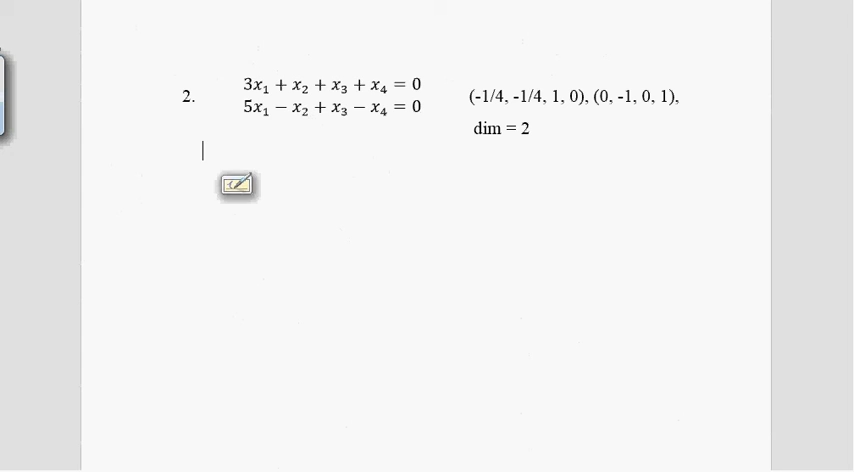 2.
3x₁ + x₂ + x₃ + x₄ = 0
5x₁ − x₂ + x₃ − x₄ = 0
(-1/4, -1/4, 1, 0), (0, -1, 0, 1),
dim = 2